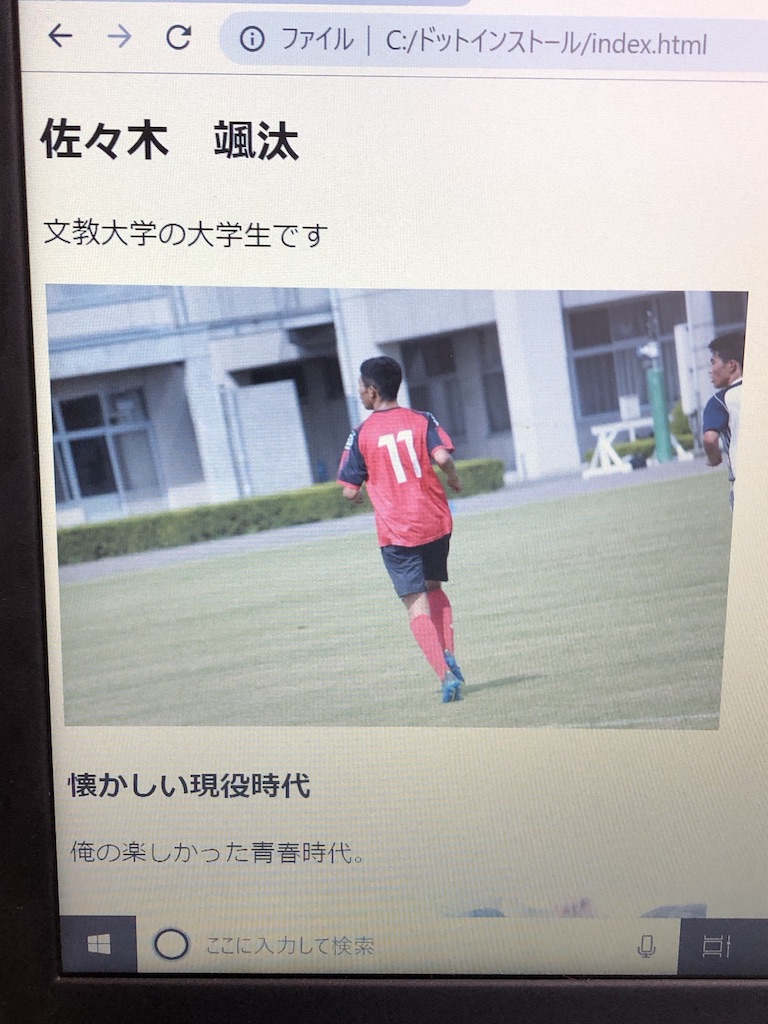 ファイル | C:/ドットインストール/index.html
佐々木　颯汰
文教大学の大学生です
11
懐かしい現役時代
俺の楽しかった青春時代。
ここに入力して検索